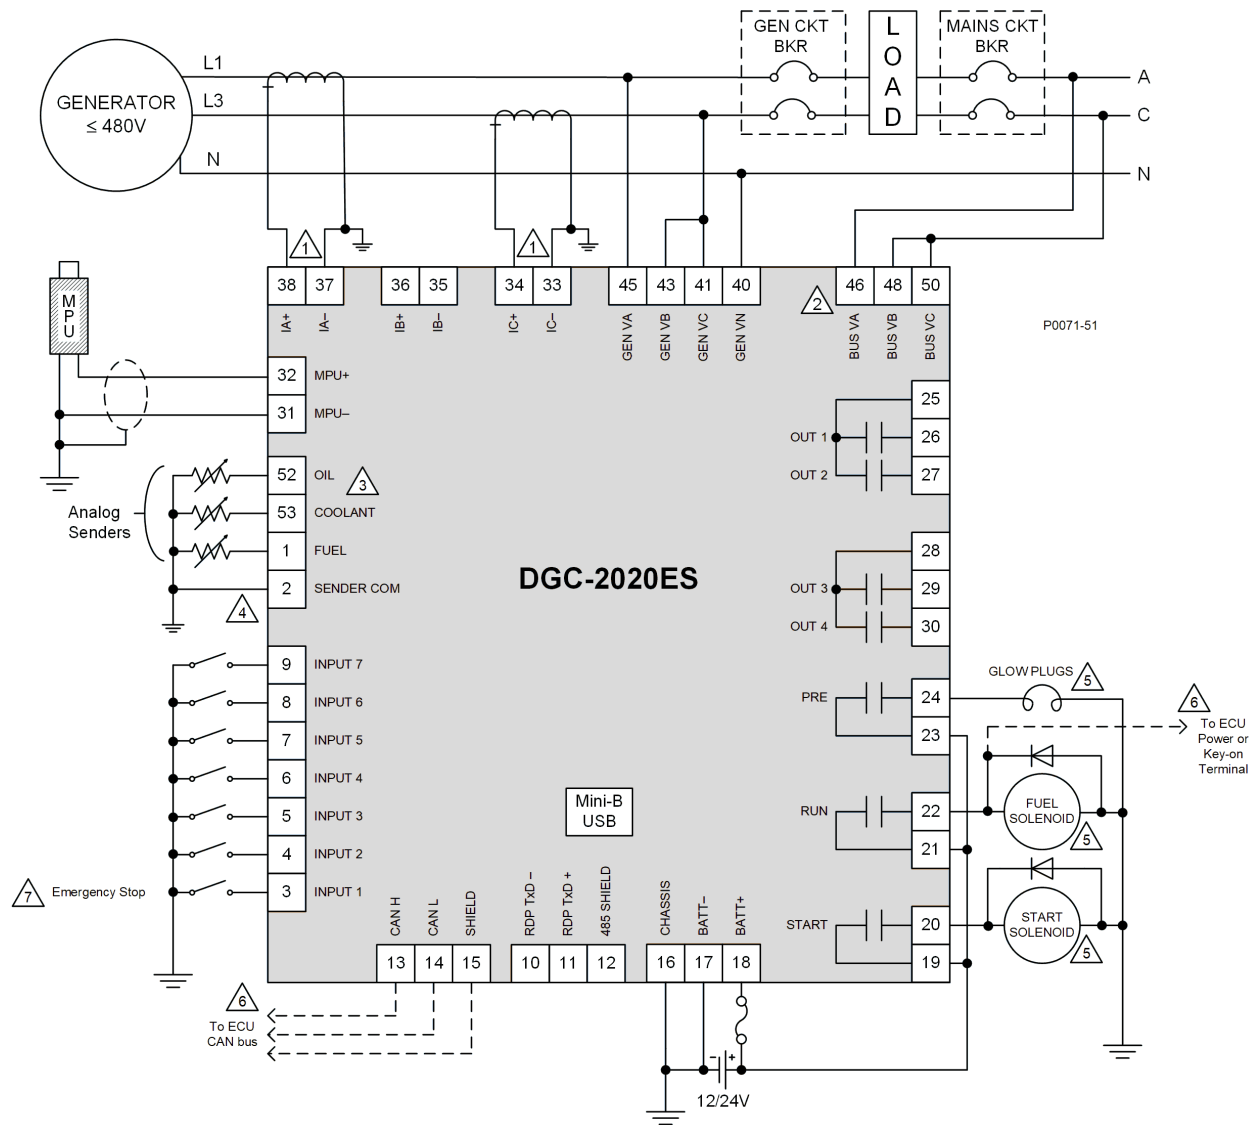 GEN CKT
BKR
LOAD
MAINS CKT
BKR
L1
A
GENERATOR
≤ 480V
L3
C
N
N
1
1
38
37
36
35
34
33
45
43
41
40
2
46
48
50
IA+
IA–
IB+
IB–
IC+
IC–
GEN VA
GEN VB
GEN VC
GEN VN
BUS VA
BUS VB
BUS VC
P0071-51
MPU
32
MPU+
31
MPU–
52
OIL
3
53
COOLANT
Analog
Senders
1
FUEL
2
SENDER COM
4
DGC-2020ES
25
OUT 1
26
OUT 2
27
28
OUT 3
29
OUT 4
30
9
INPUT 7
8
INPUT 6
7
INPUT 5
6
INPUT 4
5
INPUT 3
4
INPUT 2
7
Emergency Stop
3
INPUT 1
GLOW PLUGS
5
PRE
24
23
6
To ECU
Power or
Key-on
Terminal
Mini-B
USB
RUN
22
21
FUEL
SOLENOID
5
START
20
19
START
SOLENOID
5
CAN H
CAN L
SHIELD
RDP TxD –
RDP TxD +
485 SHIELD
CHASSIS
BATT–
BATT+
13
14
15
10
11
12
16
17
18
6
To ECU
CAN bus
- +
12/24V